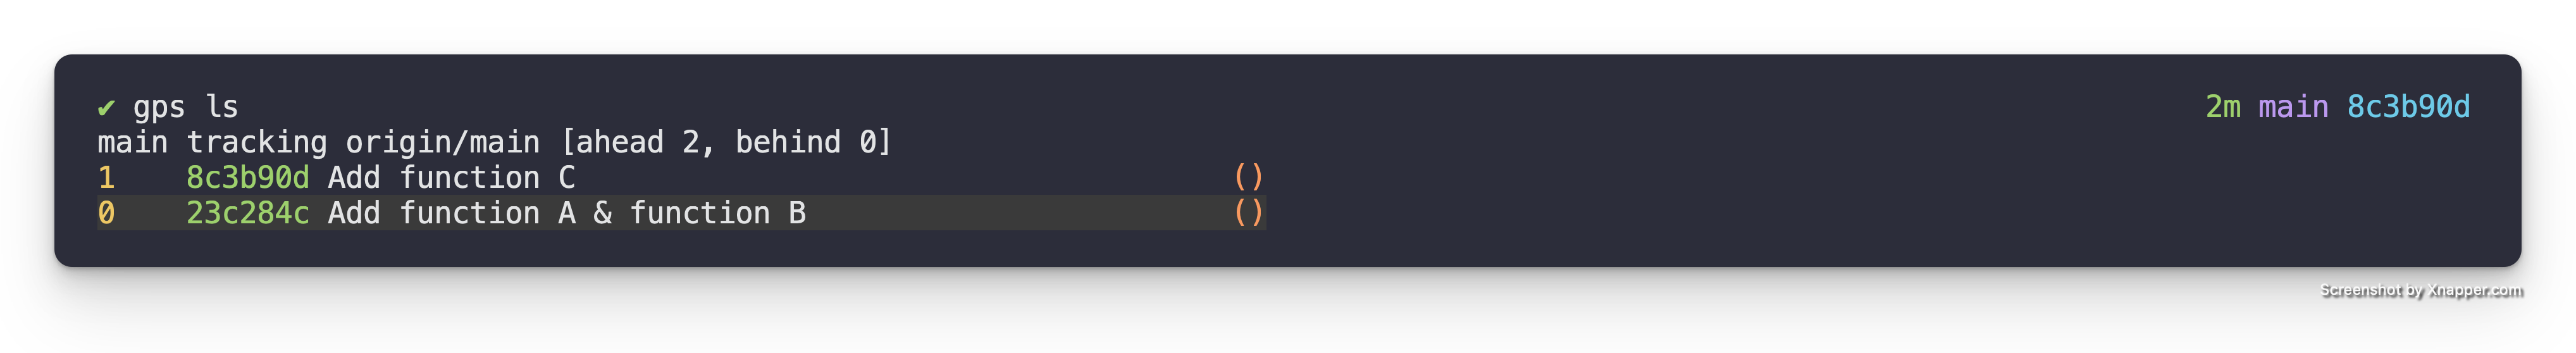 ✔ gps ls 2m main 8c3b90d
main tracking origin/main [ahead 2, behind 0]
1 8c3b90d Add function C ()
0 23c284c Add function A & function B ()
Screenshot by Xnapper.com